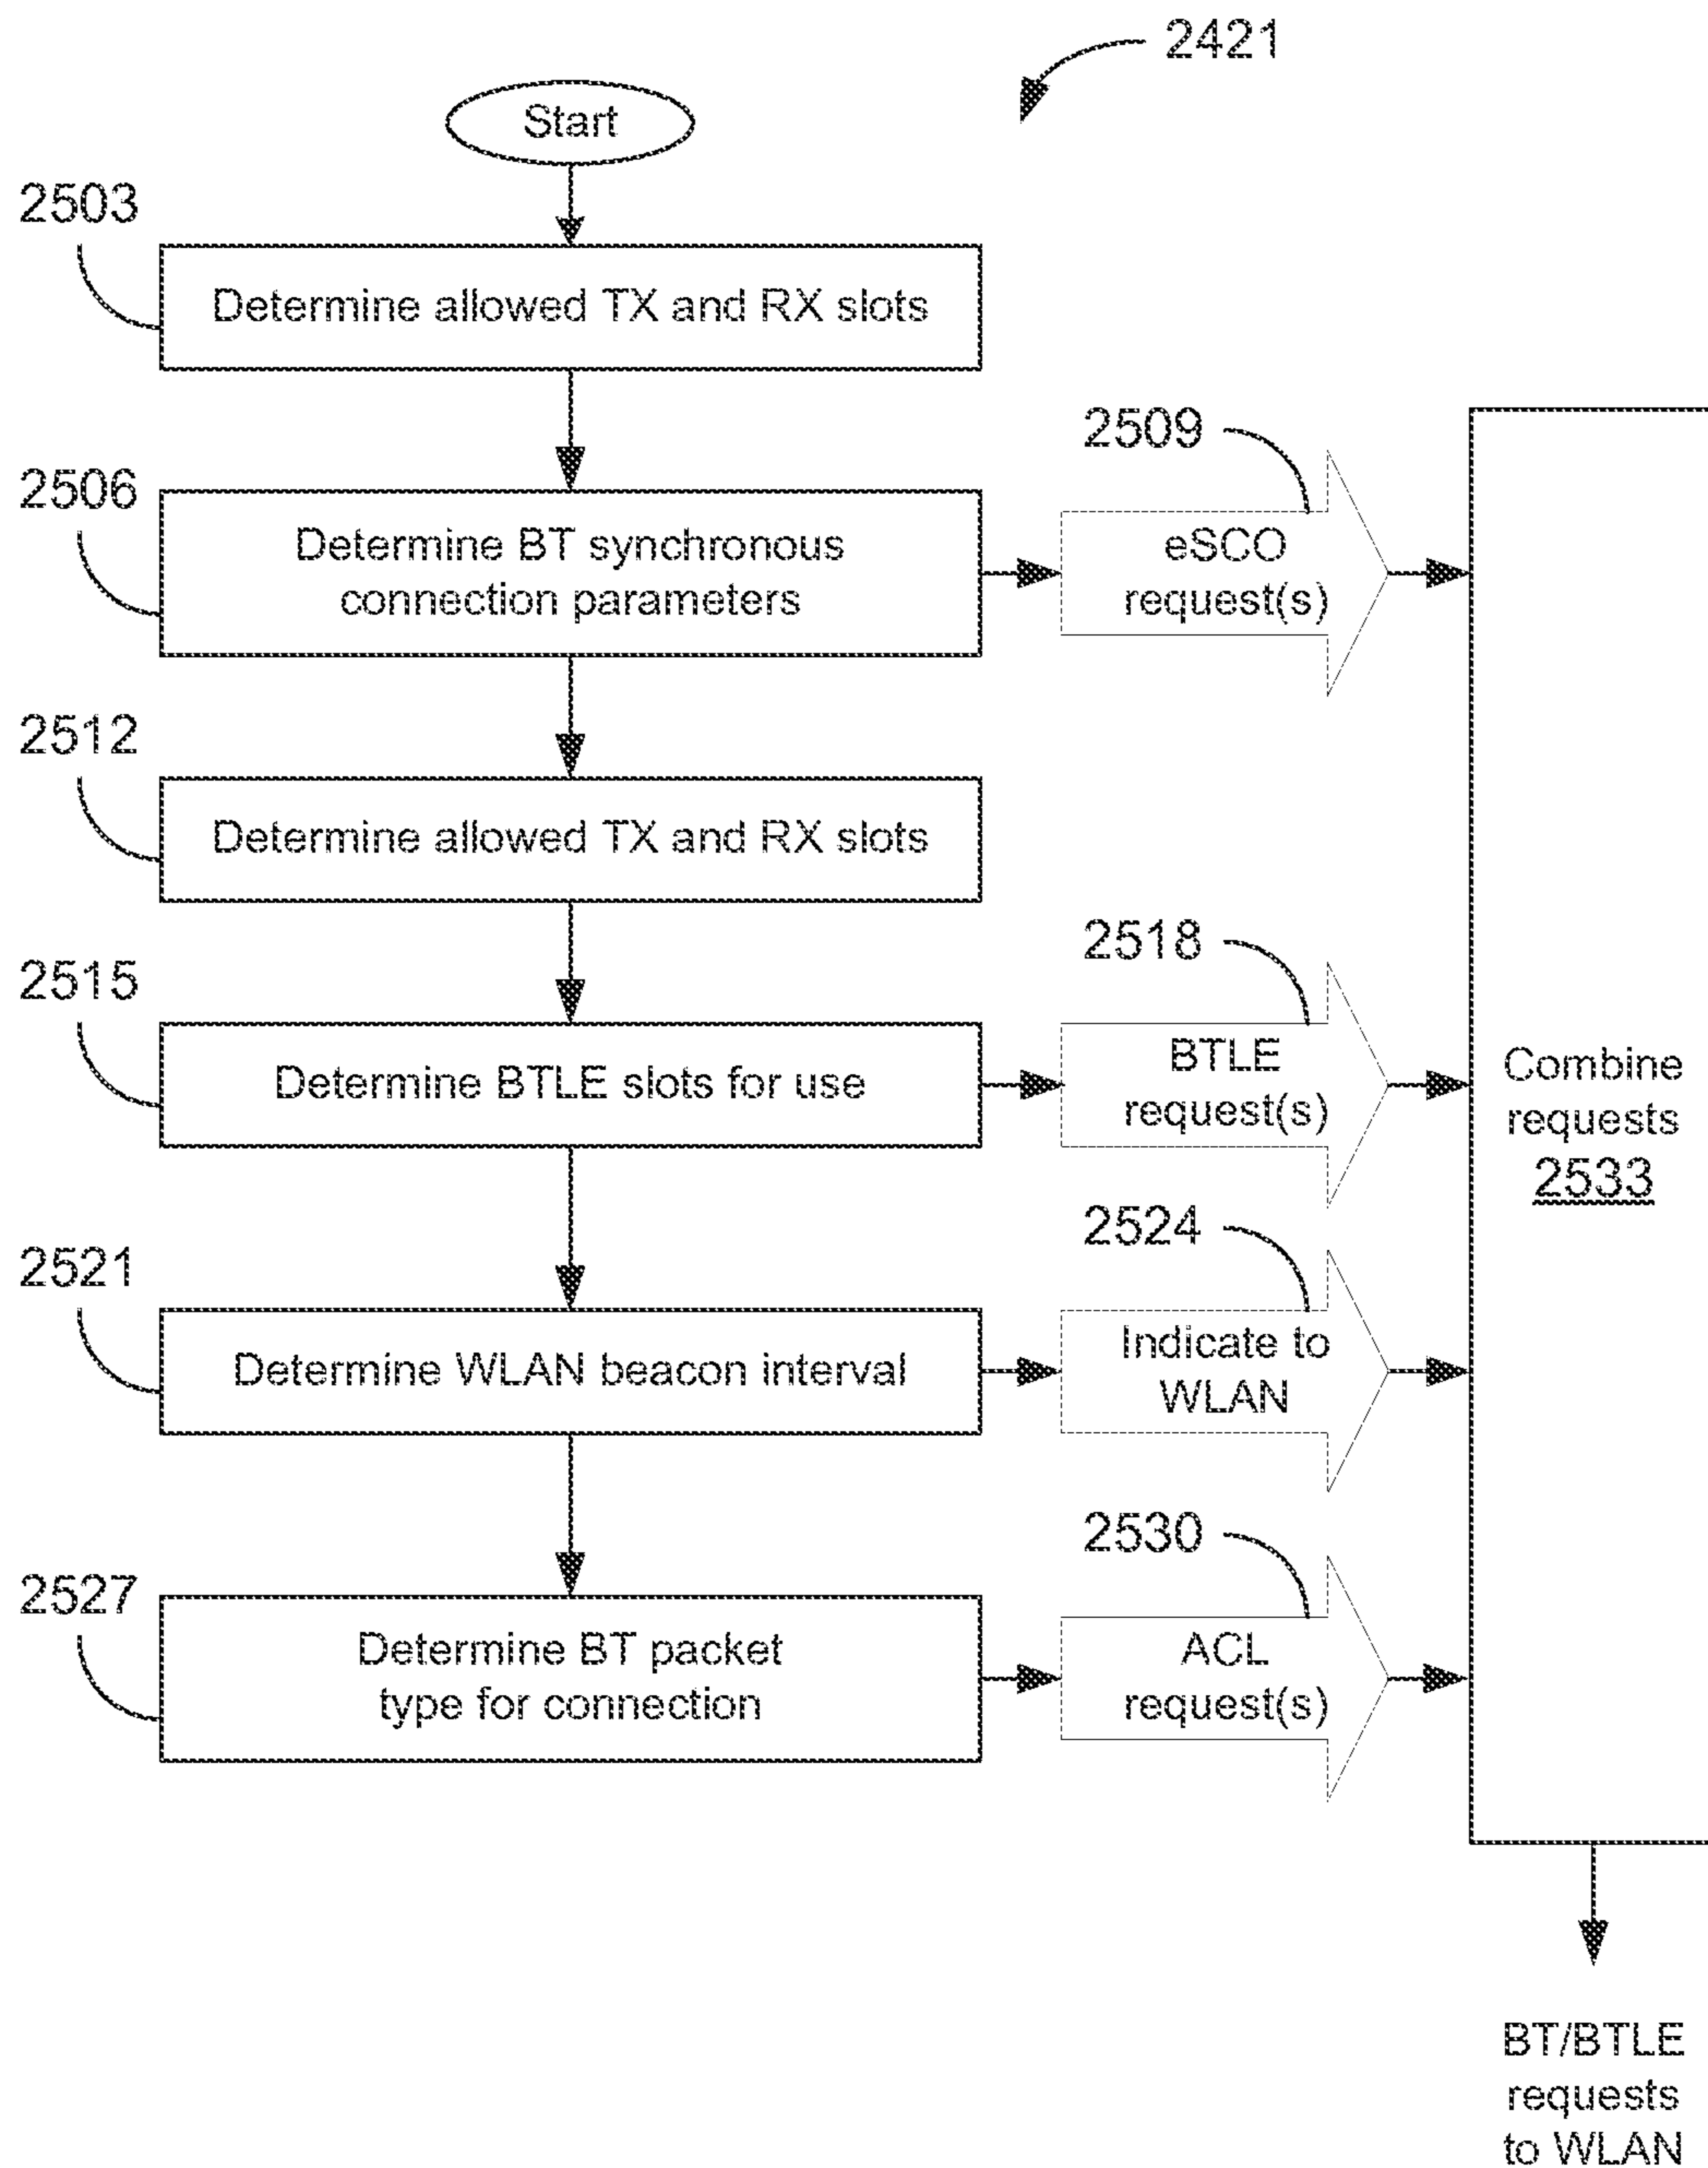 2421
Start
2503
Determine allowed TX and RX slots
2506
Determine BT synchronous
connection parameters
2509
eSCO
request(s)
2512
Determine allowed TX and RX slots
2515
Determine BTLE slots for use
2518
BTLE
request(s)
2521
Determine WLAN beacon interval
2524
Indicate to
WLAN
2527
Determine BT packet
type for connection
2530
ACL
request(s)
Combine
requests
2533
BT/BTLE
requests
to WLAN